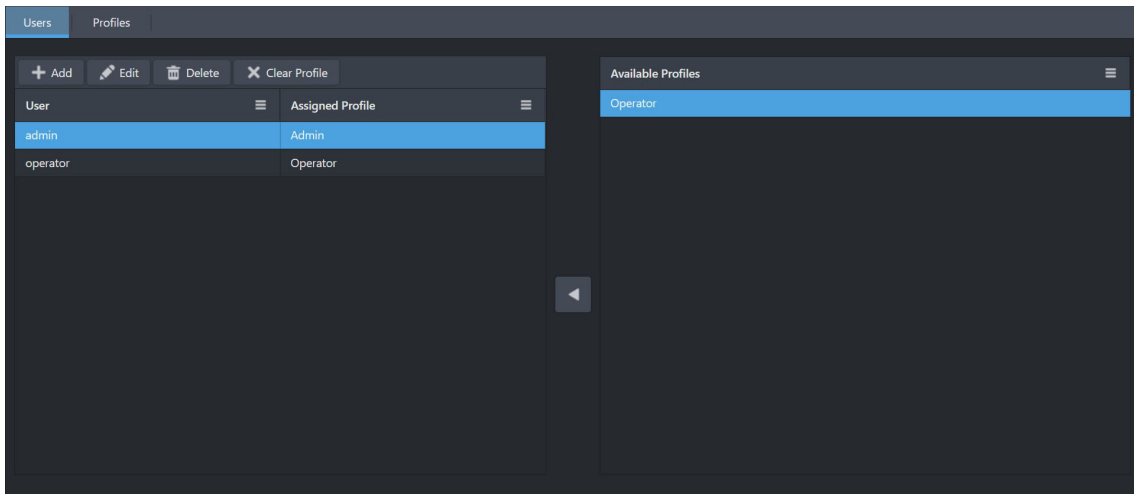 Users Profiles
Add Edit Delete Clear Profile
User Assigned Profile
admin Admin
operator Operator
Available Profiles
Operator